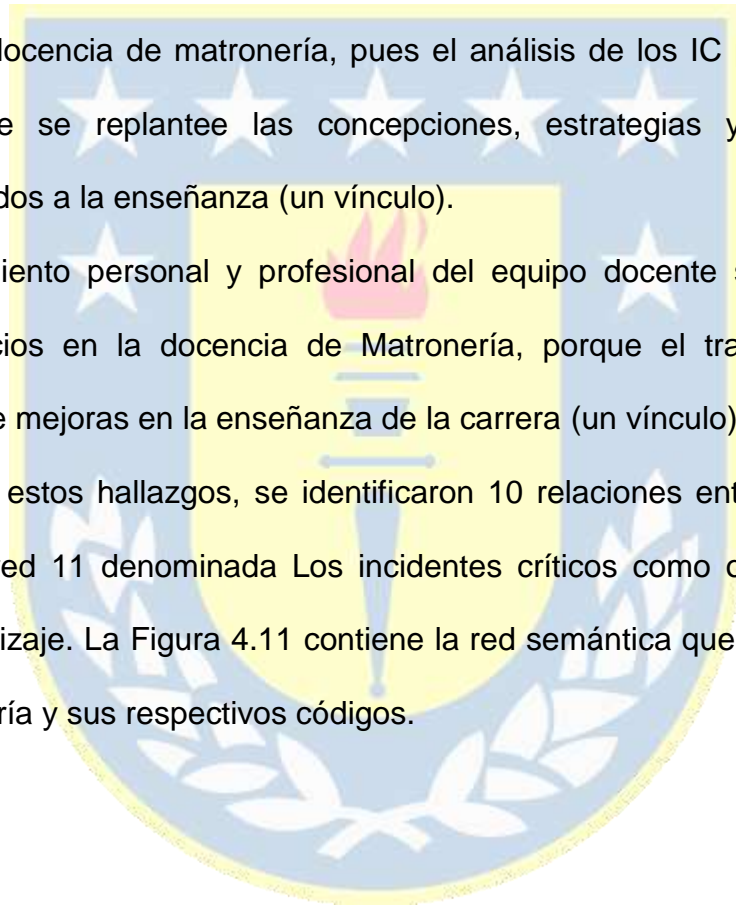 docencia de matronería, pues el análisis de los IC
se replantee las concepciones, estrategias y
dos a la enseñanza (un vínculo).
iento personal y profesional del equipo docente
cios en la docencia de Matronería, porque el tra
e mejoras en la enseñanza de la carrera (un vínculo)
estos hallazgos, se identificaron 10 relaciones ent
red 11 denominada Los incidentes críticos como
izaje. La Figura 4.11 contiene la red semántica que
ría y sus respectivos códigos.